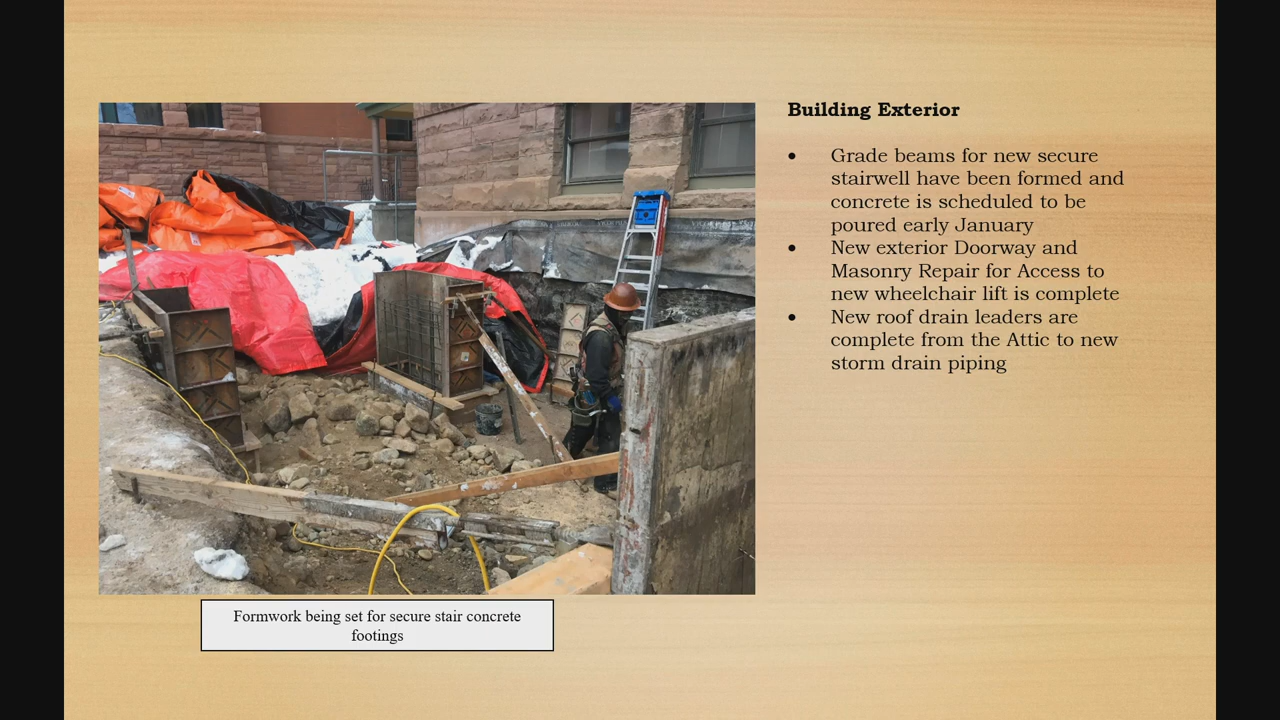 Building Exterior
• Grade beams for new secure
stairwell have been formed and
concrete is scheduled to be
poured early January
• New exterior Doorway and
Masonry Repair for Access to
new wheelchair lift is complete
• New roof drain leaders are
complete from the Attic to new
storm drain piping
Formwork being set for secure stair concrete
footings